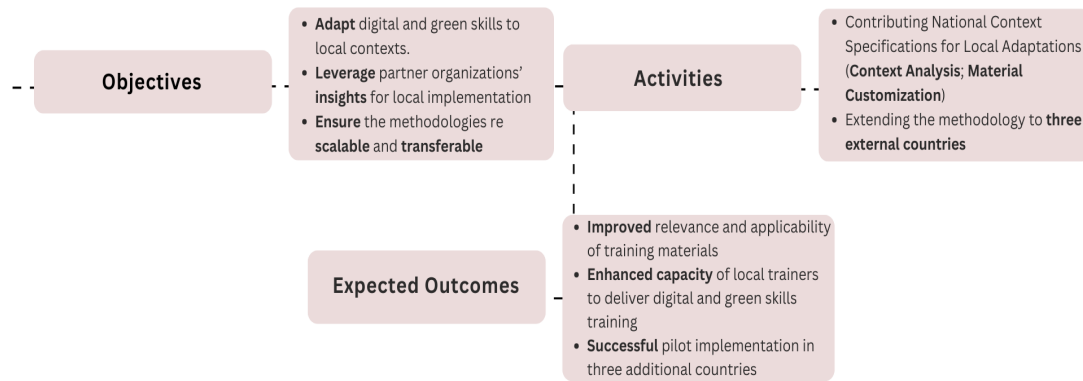 Objectives
• Adapt digital and green skills to
local contexts.
• Leverage partner organizations’
insights for local implementation
• Ensure the methodologies re
scalable and transferable
Activities
• Contributing National Context
Specifications for Local Adaptations
(Context Analysis; Material
Customization)
• Extending the methodology to three
external countries
Expected Outcomes
• Improved relevance and applicability
of training materials
• Enhanced capacity of local trainers
to deliver digital and green skills
training
• Successful pilot implementation in
three additional countries